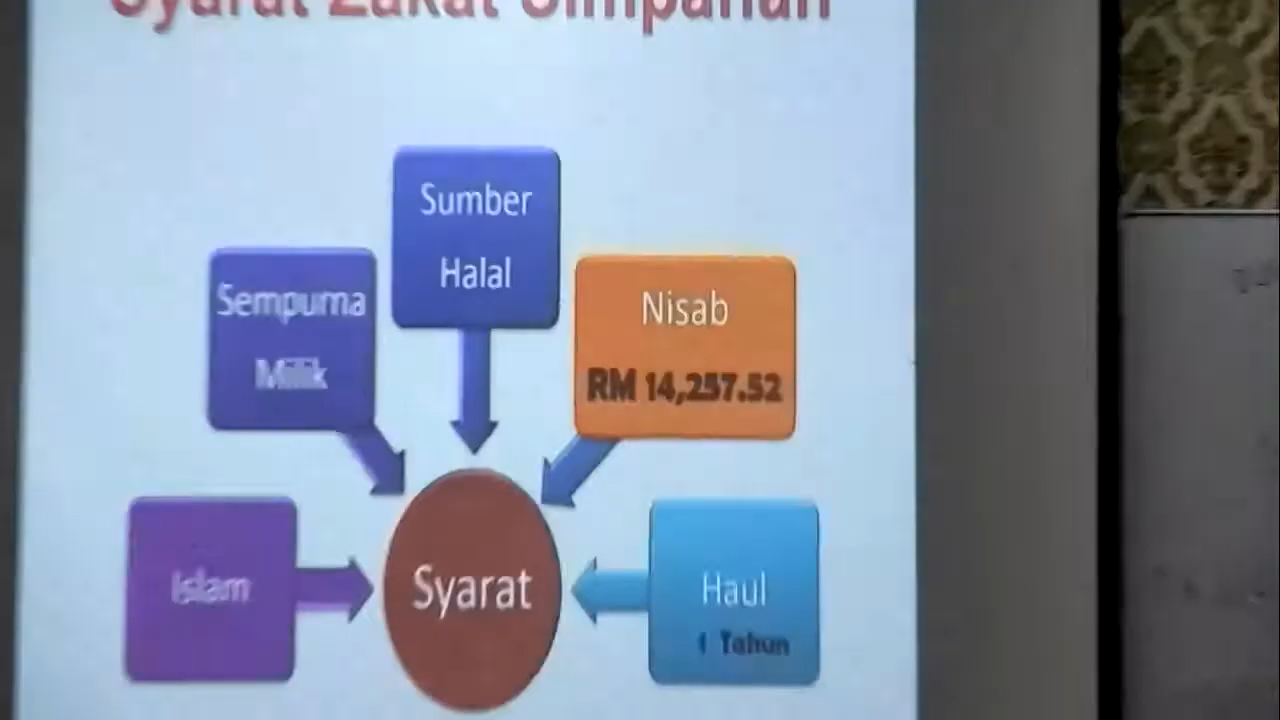 Syarat Zakat Simpanan
Sumber
Halal
Sempurna
Milik
Nisab
RM 14,257.52
Islam
Syarat
Haul
1 Tahun